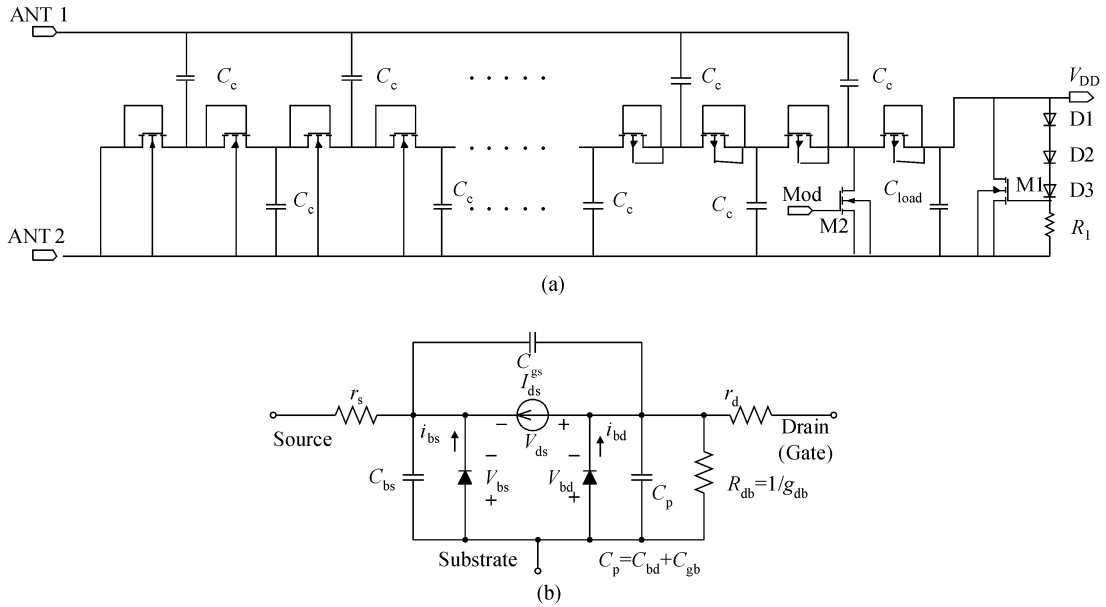 ANT 1
C_c C_c C_c C_c
V_DD
D1
D2
D3
M1
R_1
Mod
M2
C_c C_c C_c C_c C_load
ANT 2
(a)
C_gs
I_ds
V_ds
r_s
r_d
Source
Drain
(Gate)
i_bs
i_bd
C_bs
V_bs
V_bd
C_p
R_db=1/g_db
− +
− −
+ +
Substrate
C_p=C_bd+C_gb
(b)